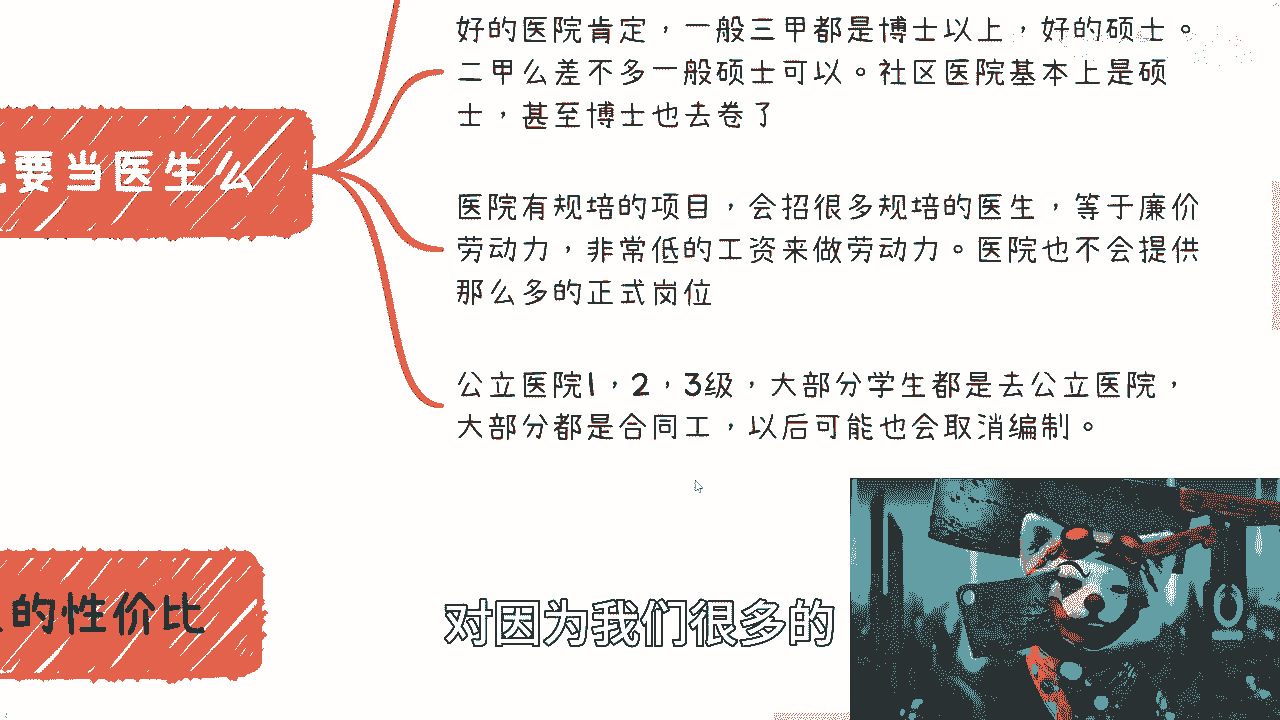 好的医院肯定，一般三甲都是博士以上，好的硕士。
二甲么差不多一般硕士可以。社区医院基本上是硕
士，甚至博士也去卷了
要当医生么
医院有规培的项目，会招很多规培的医生，等于廉价
劳动力，非常低的工资来做劳动力。医院也不会提供
那么多的正式岗位
公立医院1，2，3级，大部分学生都是去公立医院，
大部分都是合同工，以后可能也会取消编制。
的性价比
对因为我们很多的